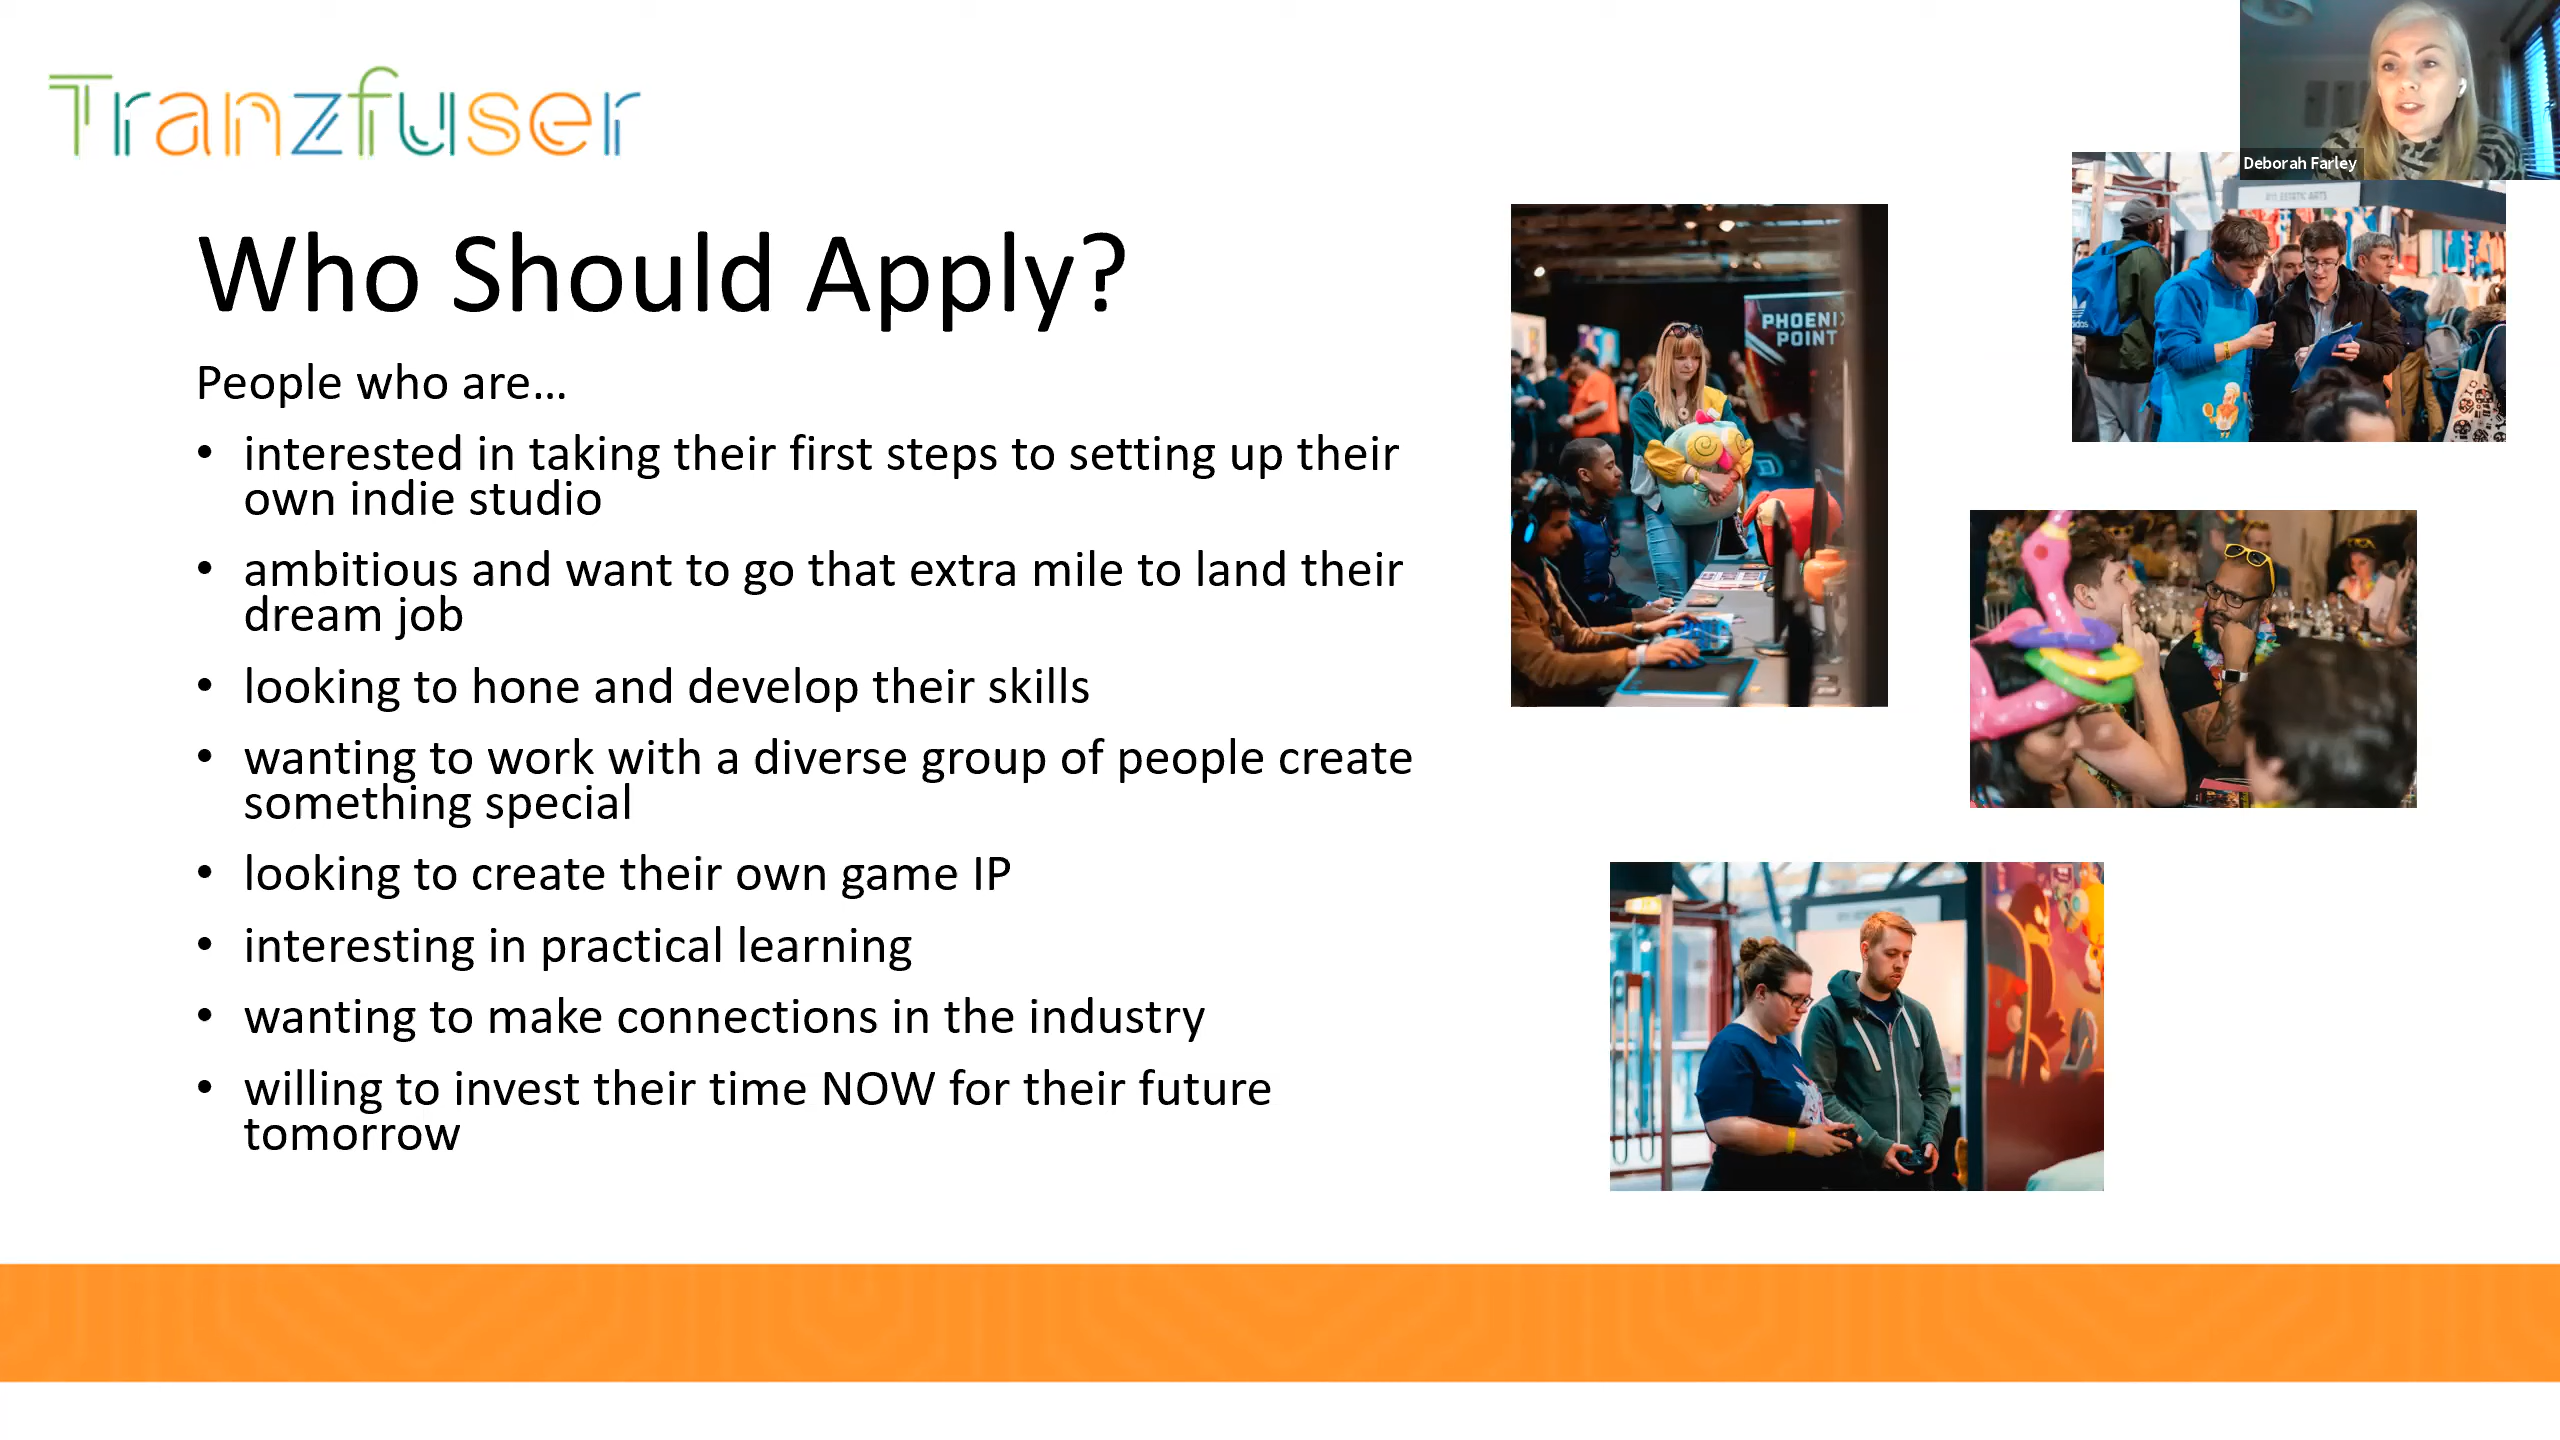 Tranzfuser
Deborah Farley
Who Should Apply?
People who are...
• interested in taking their first steps to setting up their
own indie studio
• ambitious and want to go that extra mile to land their
dream job
• looking to hone and develop their skills
• wanting to work with a diverse group of people create
something special
• looking to create their own game IP
• interesting in practical learning
• wanting to make connections in the industry
• willing to invest their time NOW for their future
tomorrow
PHOENIX
POINT
adidas